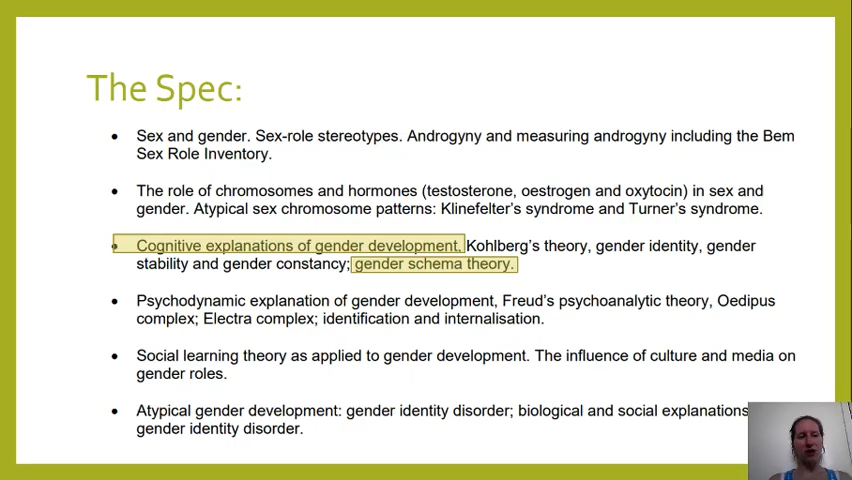 The Spec:
• Sex and gender. Sex-role stereotypes. Androgyny and measuring androgyny including the Bem
Sex Role Inventory.
• The role of chromosomes and hormones (testosterone, oestrogen and oxytocin) in sex and
gender. Atypical sex chromosome patterns: Klinefelter's syndrome and Turner's syndrome.
• Cognitive explanations of gender development, Kohlberg's theory, gender identity, gender
stability and gender constancy; gender schema theory.
• Psychodynamic explanation of gender development, Freud's psychoanalytic theory, Oedipus
complex; Electra complex; identification and internalisation.
• Social learning theory as applied to gender development. The influence of culture and media on
gender roles.
• Atypical gender development: gender identity disorder; biological and social explanations
gender identity disorder.